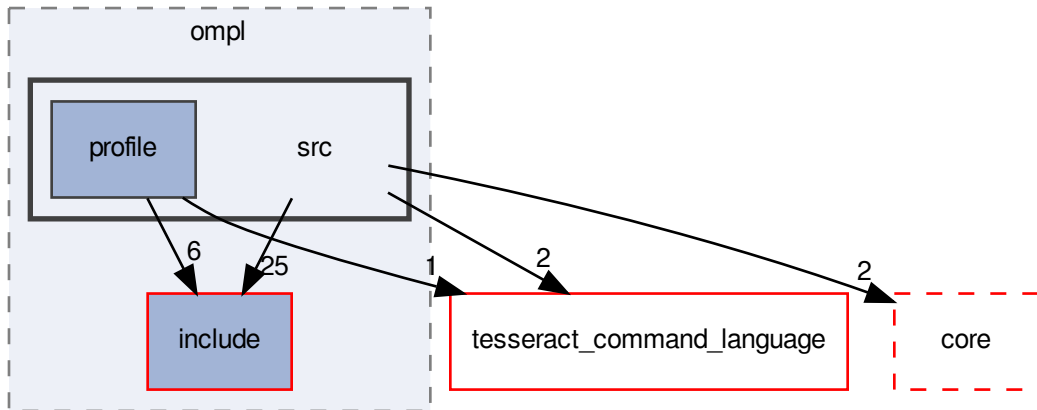 ompl
profile
src
6
25
1
2
2
include
tesseract_command_language
core